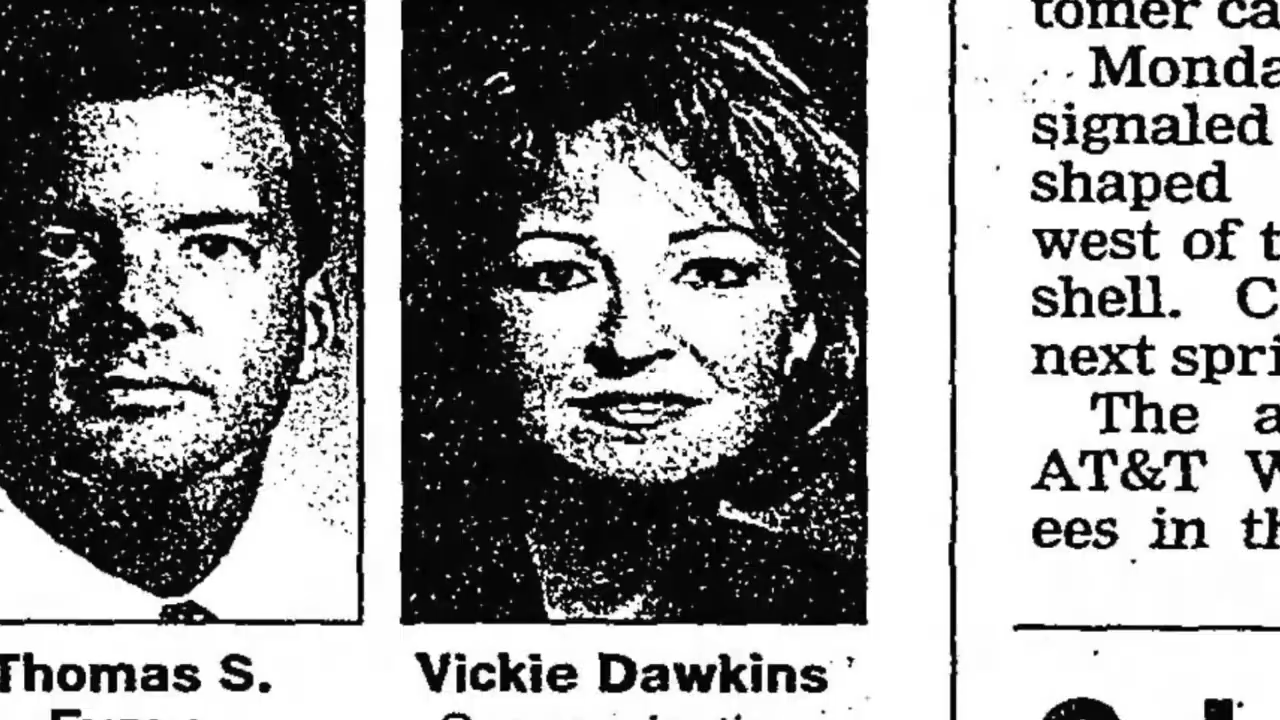 Thomas S.
Vickie Dawkins
tomer ca
Monda
signaled
shaped
west of t
shell. C
next spri
The a
AT&T V
ees in th